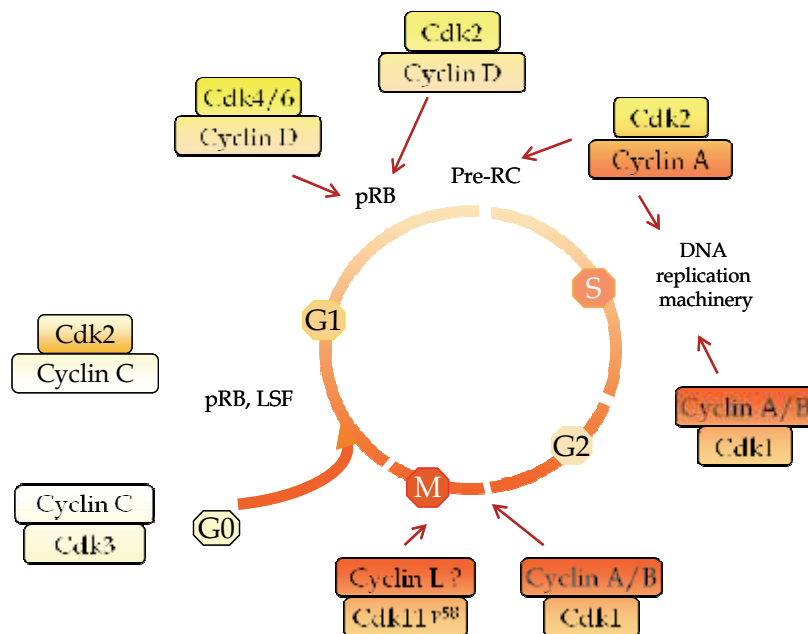 Cdk2
Cyclin D
Cdk4/6
Cyclin D
Cdk2
Cyclin A
Pre-RC
pRB
DNA
replication
machinery
S
G1
Cdk2
Cyclin C
pRB, LSF
Cyclin A/B
Cdk1
G2
M
Cyclin C
Cdk3
G0
Cyclin L ?
Cdk11 p58
Cyclin A/B
Cdk1